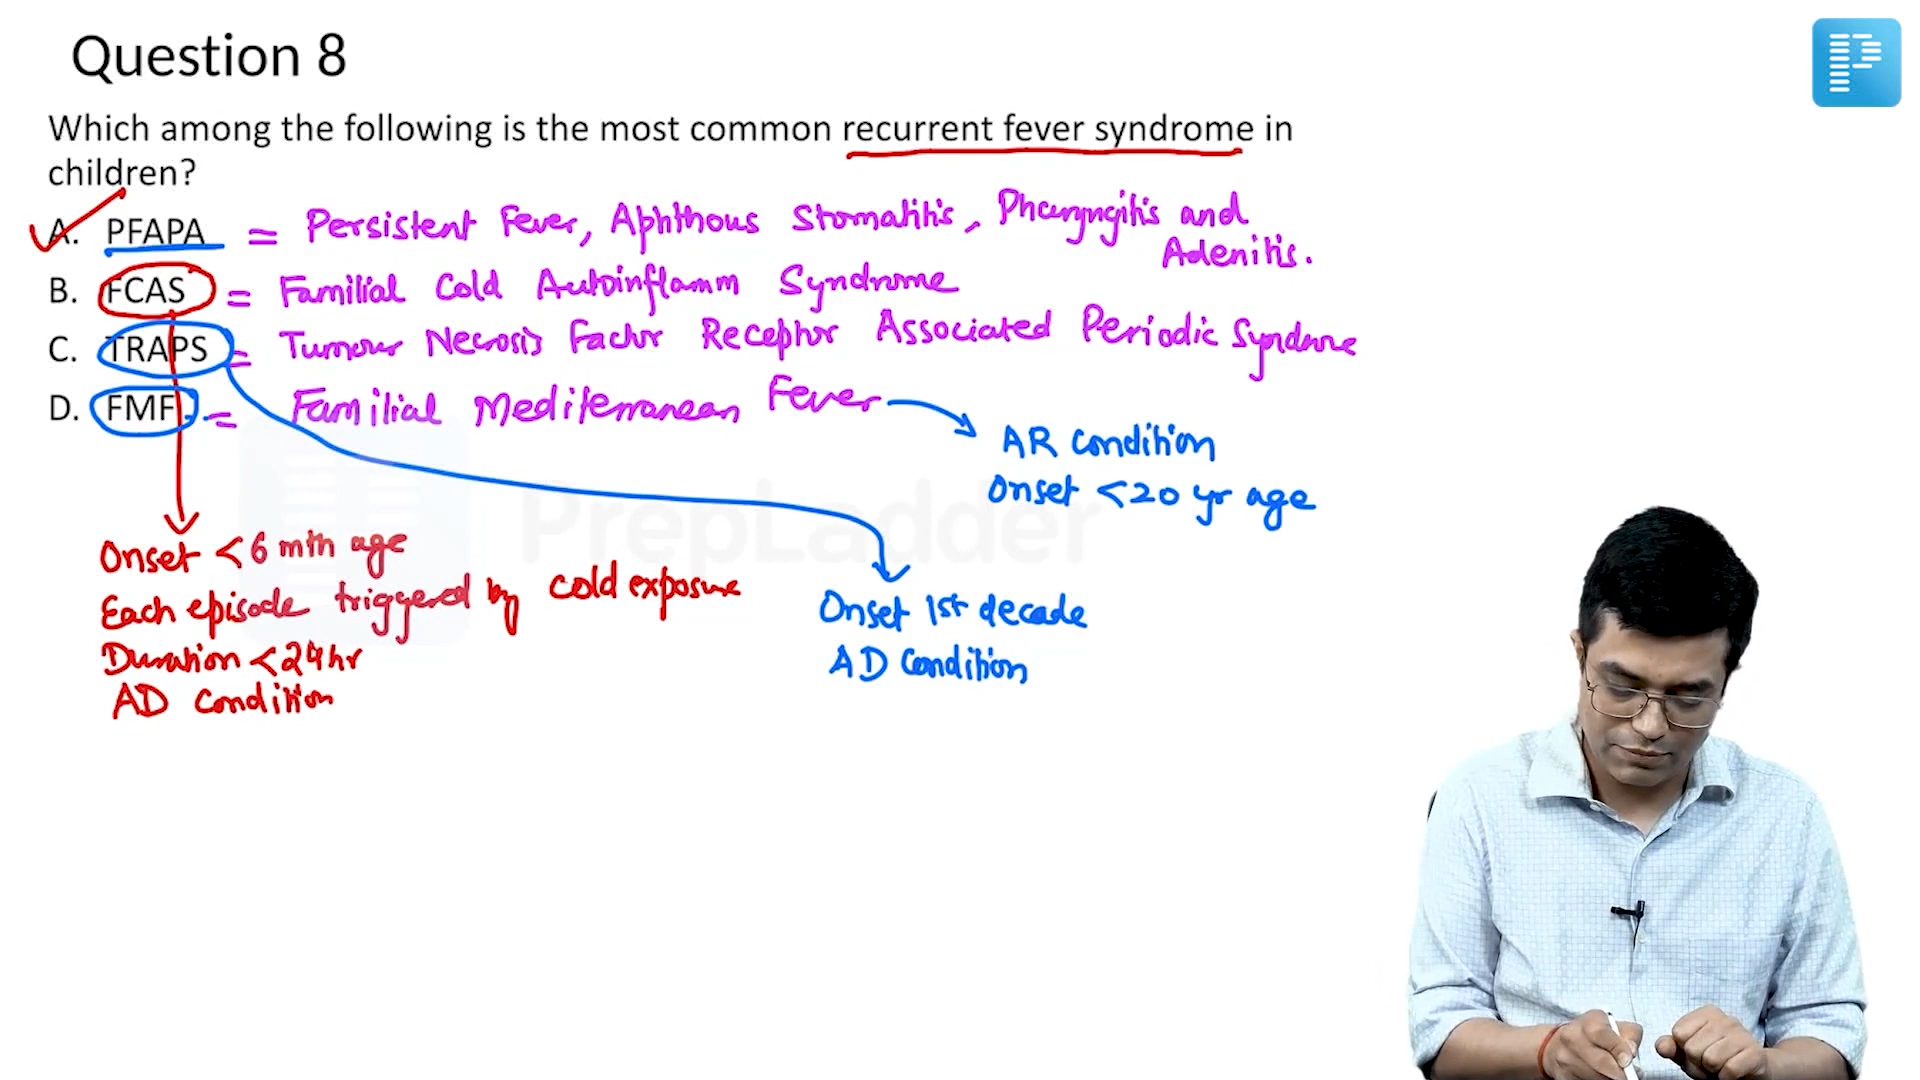 Question 8
Which among the following is the most common recurrent fever syndrome in
children?
A. PFAPA = Persistent Fever, Aphthous Stomatitis, Pharyngitis and
Adenitis.
B. FCAS = Familial Cold Autoinflamm Syndrome
C. TRAPS = Tumour Necrosis Factor Receptor Associated Periodic Syndrome
D. FMF = Familial Mediterranean Fever
AR condition
Onset <20 yr age
PrepLadder
Onset <6 mth age
Each episode triggered by cold exposure
Duration <24hr
AD condition
Onset 1st decade
AD Condition